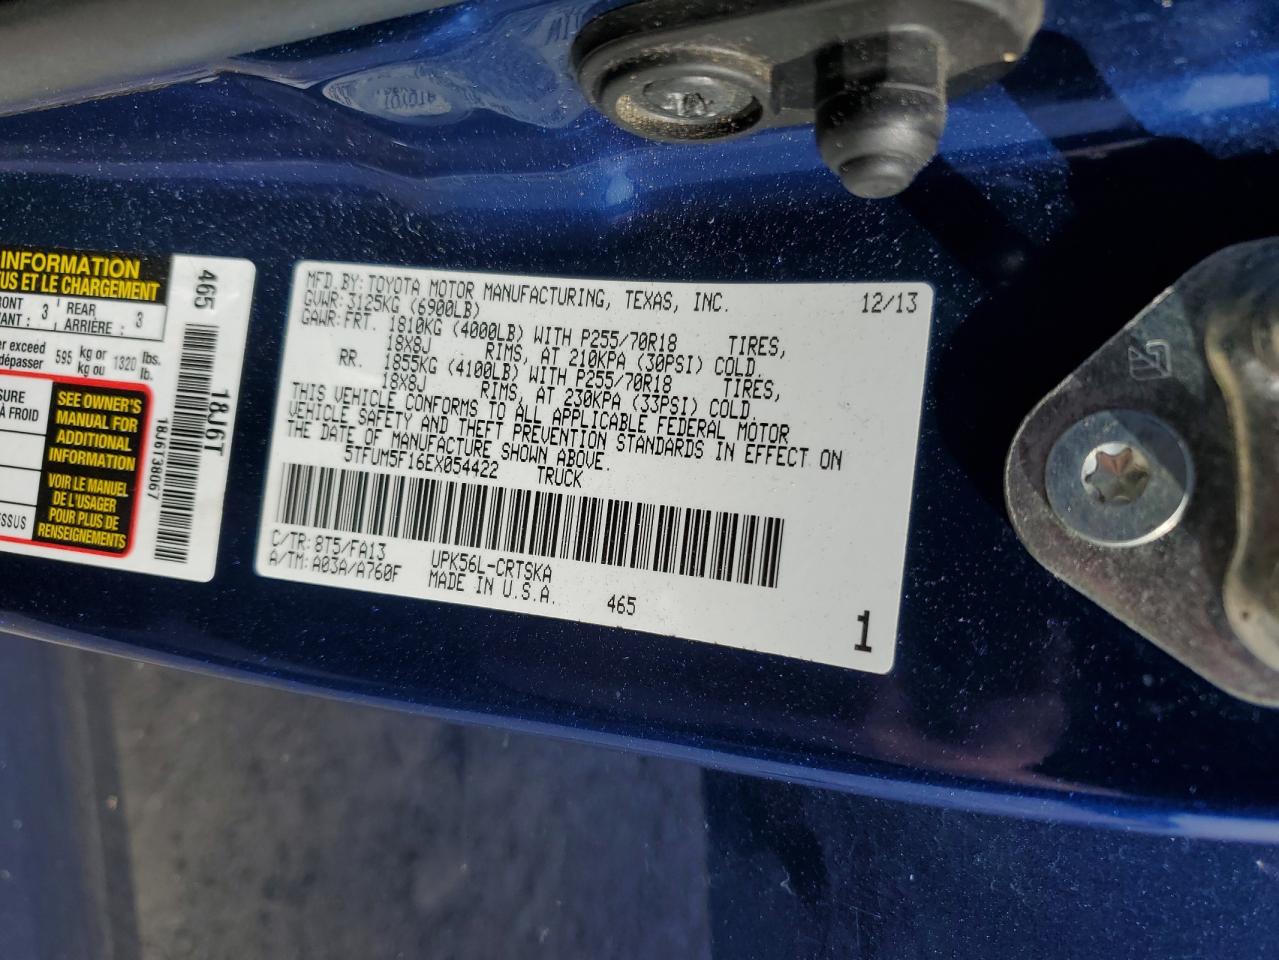 INFORMATION
US ET LE CHARGEMENT
3
REAR
ARRIÈRE : 3
exceed
dépasser 595 kg or kg ou 1320 lbs. lb.
À FROID
SEE OWNER'S
MANUAL FOR
ADDITIONAL
INFORMATION
VOIR LE MANUEL
DE L'USAGER
POUR PLUS DE
RENSEIGNEMENTS
465
18J6T
18J6T38067
MFD. BY: TOYOTA MOTOR MANUFACTURING, TEXAS, INC. 12/13
GVWR: 3125KG (6900LB)
GAWR: FRT. 1810KG (4000LB) WITH P255/70R18 TIRES,
18X8J RIMS, AT 210KPA (30PSI) COLD.
RR. 1855KG (4100LB) WITH P255/70R18 TIRES,
18X8J RIMS, AT 230KPA (33PSI) COLD.
THIS VEHICLE CONFORMS TO ALL APPLICABLE FEDERAL MOTOR
VEHICLE SAFETY AND THEFT PREVENTION STANDARDS IN EFFECT ON
THE DATE OF MANUFACTURE SHOWN ABOVE.
5TFUM5F16EX054422 TRUCK
C/TR: 8T5/FA13 UPK56L-CRTSKA
A/TM: A03A/A760F MADE IN U.S.A. 465
1